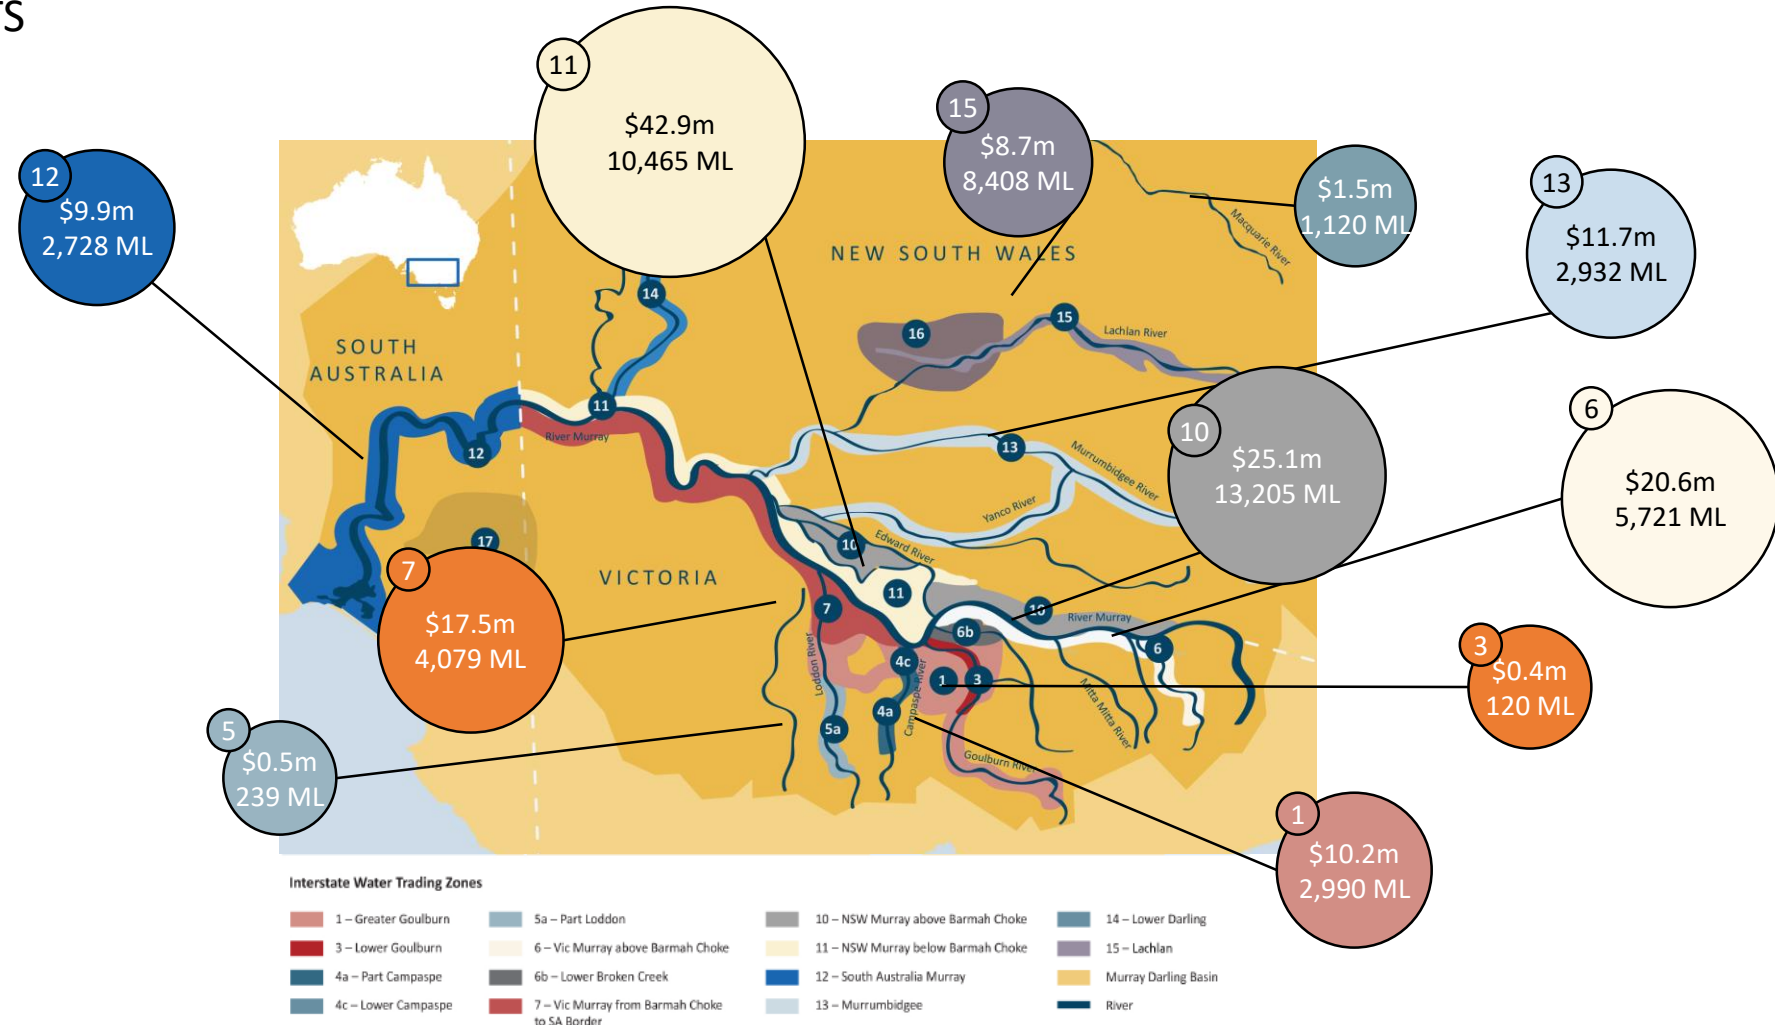 TS
11
$42.9m
10,465 ML
15
$8.7m
8,408 ML
$1.5m
1,120 ML
13
$11.7m
2,932 ML
12
$9.9m
2,728 ML
Macquarie River
NEW SOUTH WALES
14
16
15
Lachlan River
SOUTH
AUSTRALIA
11
River Murray
12
13
Murrumbidgee River
10
$25.1m
13,205 ML
6
$20.6m
5,721 ML
Yanco River
17
10
Edward River
VICTORIA
7
$17.5m
4,079 ML
11
7
10
River Murray
6b
6
Loddon River
4c
Campaspe River
1
3
Mitta Mitta River
3
$0.4m
120 ML
4a
5a
5
$0.5m
239 ML
Goulburn River
1
$10.2m
2,990 ML
Interstate Water Trading Zones
1 – Greater Goulburn
3 – Lower Goulburn
4a – Part Campaspe
4c – Lower Campaspe
5a – Part Loddon
6 – Vic Murray above Barmah Choke
6b – Lower Broken Creek
7 – Vic Murray from Barmah Choke
to SA Border
10 – NSW Murray above Barmah Choke
11 – NSW Murray below Barmah Choke
12 – South Australia Murray
13 – Murrumbidgee
14 – Lower Darling
15 – Lachlan
Murray Darling Basin
River